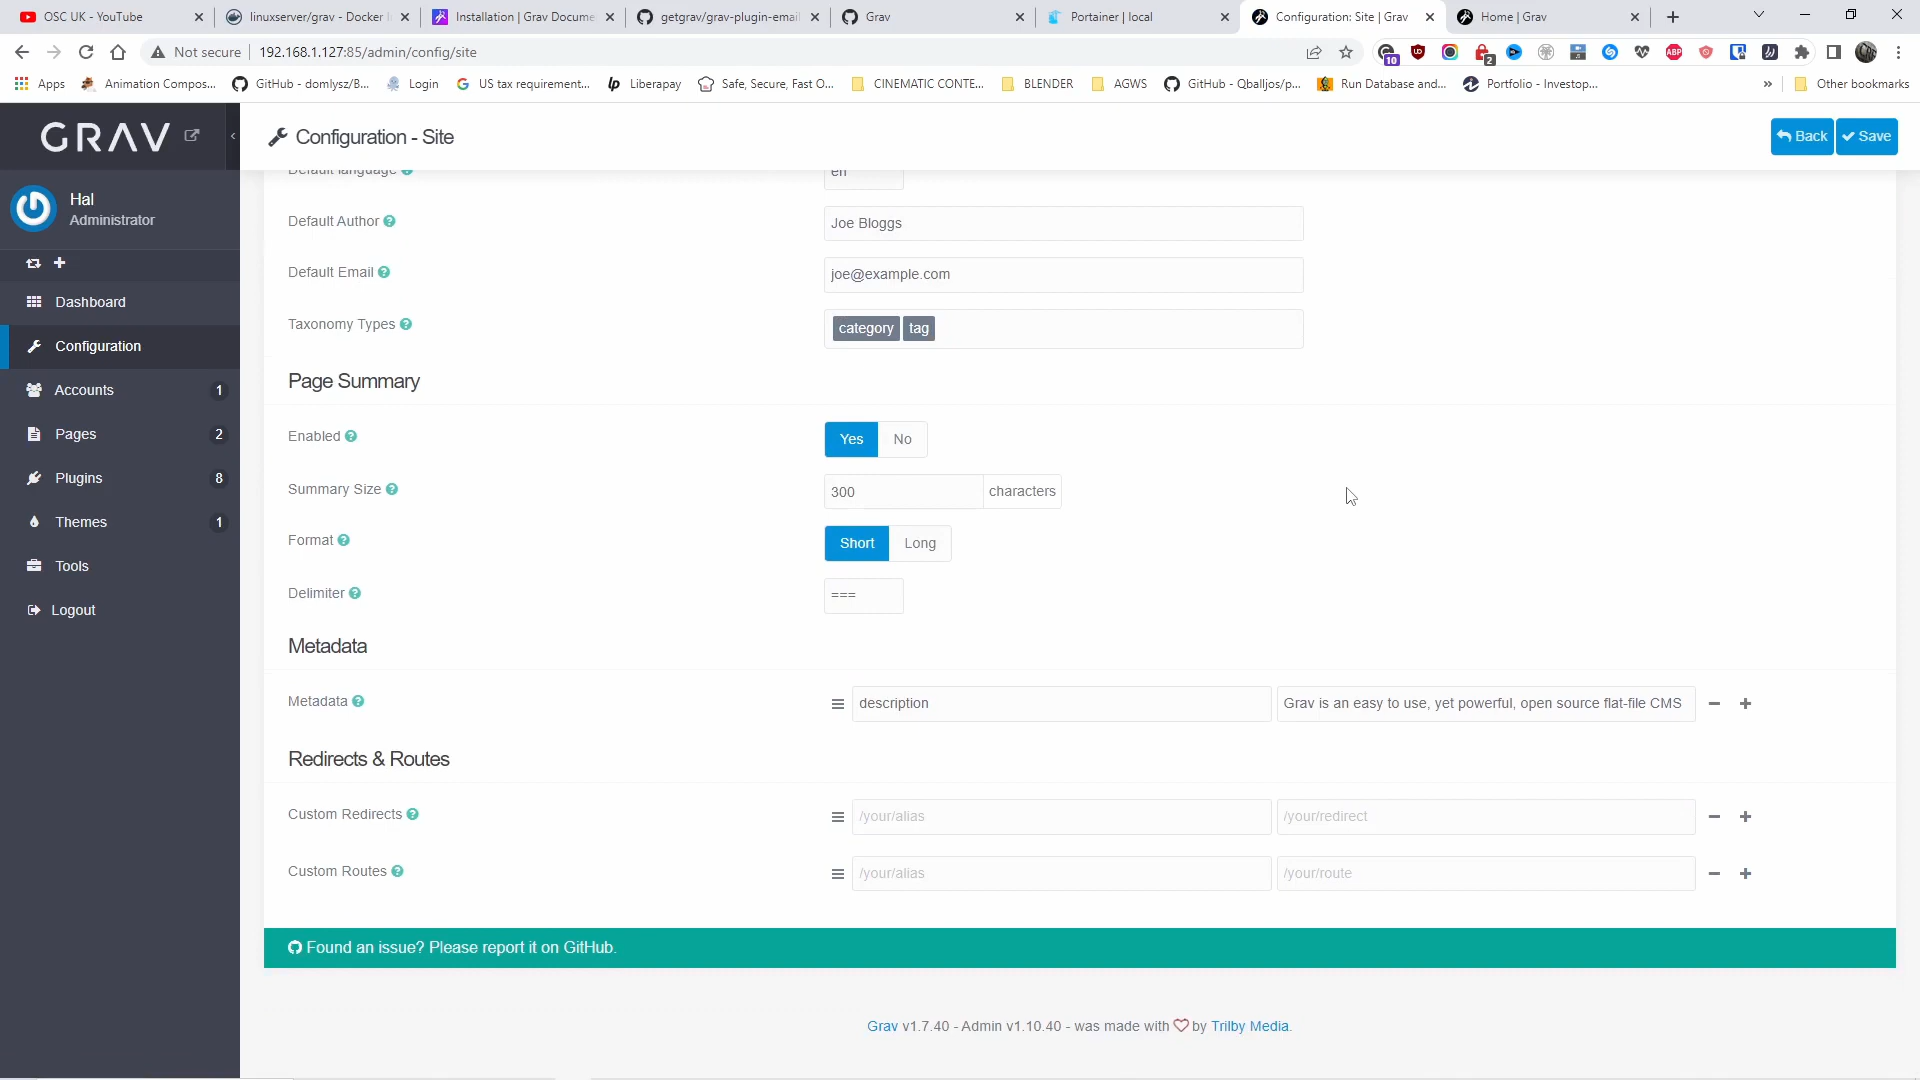 OSC UK - YouTube
linuxserver/grav - Docker I
Installation | Grav Docume
getgrav/grav-plugin-email
Grav
Portainer | local
Configuration: Site | Grav
Home | Grav
Not secure
192.168.1.127:85/admin/config/site
10
2
ABP
Apps
Animation Compos...
GitHub - domlysz/B...
Login
US tax requirement...
Liberapay
Safe, Secure, Fast O...
CINEMATIC CONTE...
BLENDER
AGWS
GitHub - Qballjos/p...
Run Database and...
Portfolio - Investop...
»
Other bookmarks
GRAV
Configuration - Site
Back
Save
Hal
Administrator
Dashboard
Configuration
Accounts 1
Pages 2
Plugins 8
Themes 1
Tools
Logout
Default language
en
Default Author
Joe Bloggs
Default Email
joe@example.com
Taxonomy Types
category tag
Page Summary
Enabled
Yes No
Summary Size
300 characters
Format
Short Long
Delimiter
===
Metadata
Metadata
description
Grav is an easy to use, yet powerful, open source flat-file CMS
Redirects & Routes
Custom Redirects
/your/alias
/your/redirect
Custom Routes
/your/alias
/your/route
Found an issue? Please report it on GitHub.
Grav v1.7.40 - Admin v1.10.40 - was made with by Trilby Media.